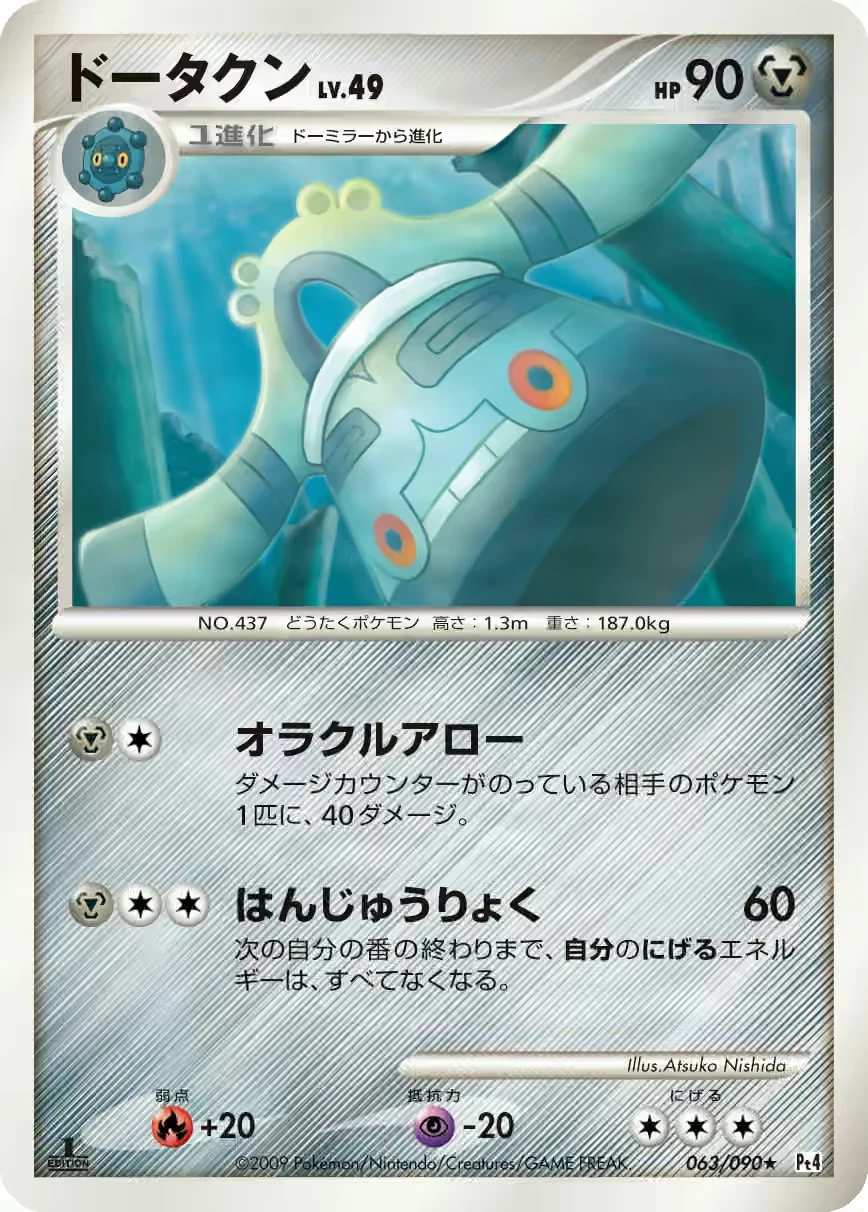 ドータクン LV.49 HP 90
1進化 ドーミラーから進化
NO.437 どうたくポケモン 高さ：1.3m 重さ：187.0kg
オラクルアロー
ダメージカウンターがのっている相手のポケモン
1匹に、40ダメージ。
はんじゅうりょく 60
次の自分の番の終わりまで、自分のにげるエネル
ギーは、すべてなくなる。
Illus.Atsuko Nishida
弱点 抵抗力 にげる
+20 -20
1 EDITION ©2009 Pokémon/Nintendo/Creatures/GAME FREAK. 063/090★ Pt4